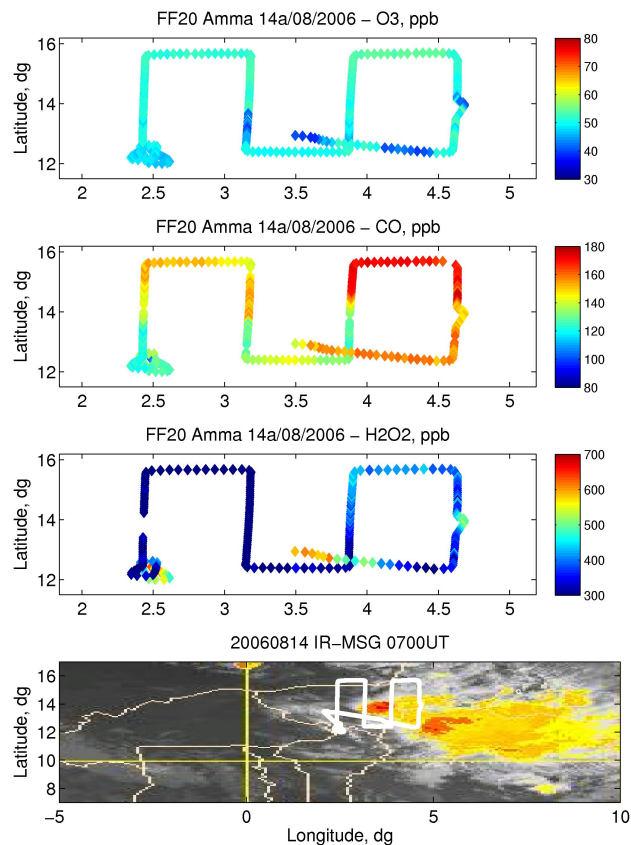 FF20 Amma 14a/08/2006 − O3, ppb
16
14
12
Latitude, dg
2 2.5 3 3.5 4 4.5 5
80
70
60
50
40
30
FF20 Amma 14a/08/2006 − CO, ppb
16
14
12
Latitude, dg
2 2.5 3 3.5 4 4.5 5
180
160
140
120
100
80
FF20 Amma 14a/08/2006 − H2O2, ppb
16
14
12
Latitude, dg
2 2.5 3 3.5 4 4.5 5
700
600
500
400
300
20060814 IR−MSG 0700UT
16
14
12
10
8
Latitude, dg
−5 0 5 10
Longitude, dg